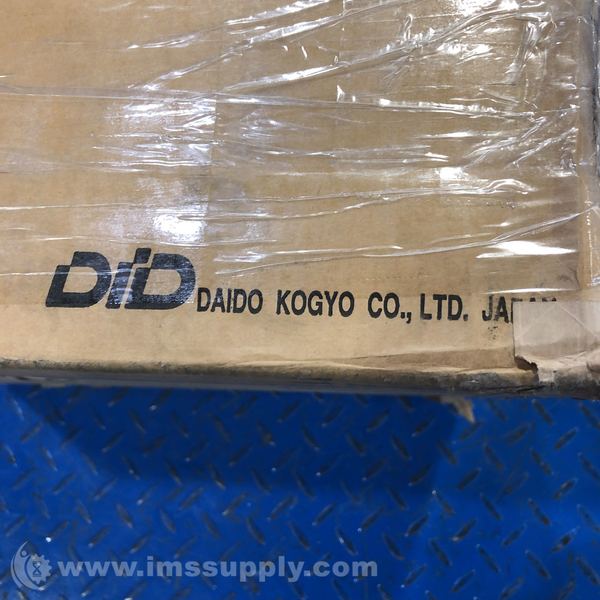 DID DAIDO KOGYO CO., LTD. JAPAN
www.imssupply.com